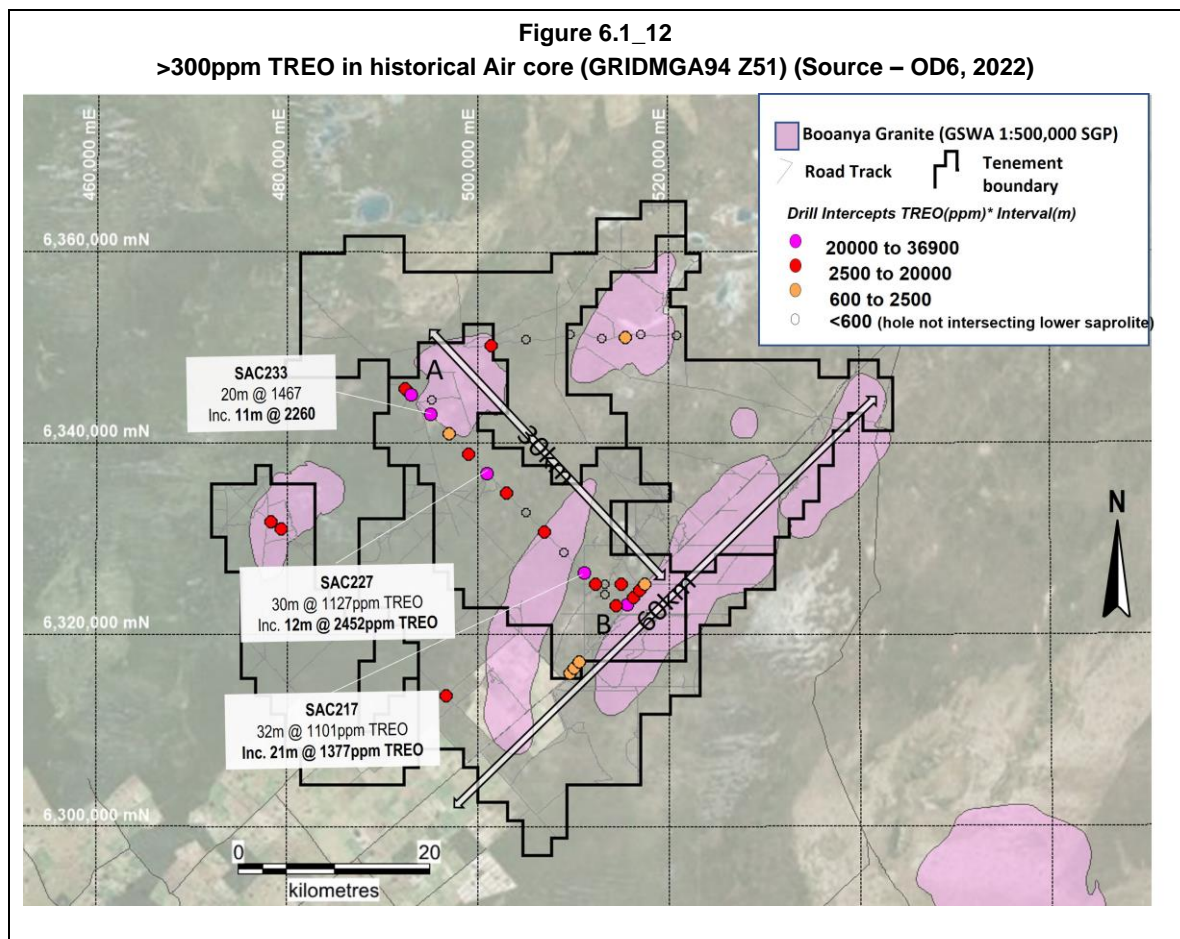 Figure 6.1_12
>300ppm TREO in historical Air core (GRIDMGA94 Z51) (Source – OD6, 2022)
460,000 mE
480,000 mE
500,000 mE
520,000 mE
Booanya Granite (GSWA 1:500,000 SGP)
Road Track
Tenement
boundary
Drill Intercepts TREO(ppm)* Interval(m)
20000 to 36900
2500 to 20000
600 to 2500
<600 (hole not intersecting lower saprolite)
6,360,000 mN
SAC233
20m @ 1467
Inc. 11m @ 2260
A
6,340,000 mN
N
SAC227
30m @ 1127ppm TREO
Inc. 12m @ 2452ppm TREO
B
6,320,000 mN
SAC217
32m @ 1101ppm TREO
Inc. 21m @ 1377ppm TREO
6,300,000 mN
0 20
kilometres